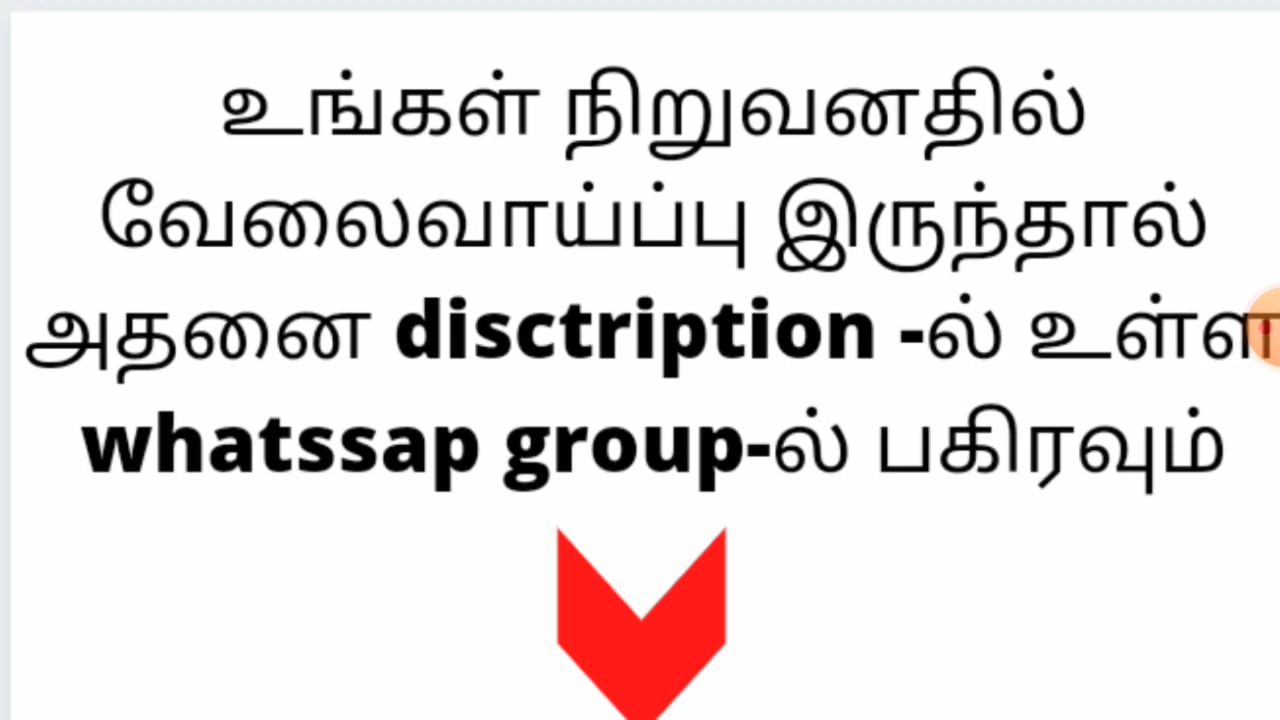 உங்கள் நிறுவனதில்
வேலைவாய்ப்பு இருந்தால்
அதனை disctription -ல் உள்ள
whatssap group-ல் பகிரவும்